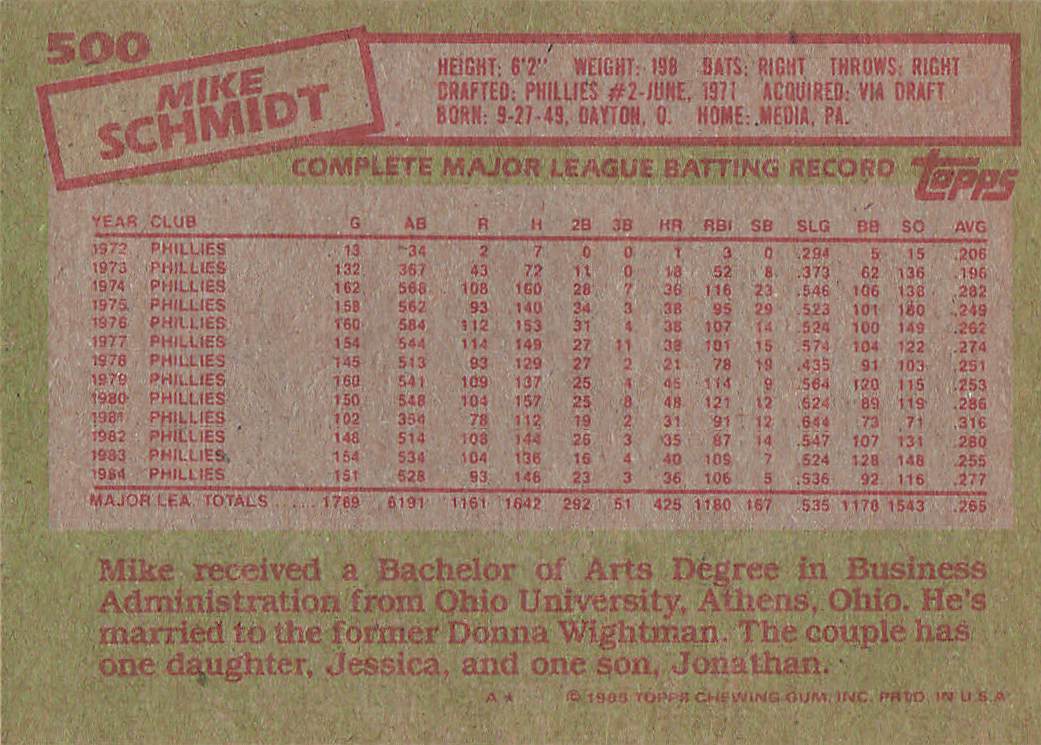 500
MIKE
SCHMIDT
HEIGHT: 6'2" WEIGHT: 198 BATS: RIGHT THROWS: RIGHT
DRAFTED: PHILLIES #2-JUNE, 1971 ACQUIRED: VIA DRAFT
BORN: 9-27-49, DAYTON, O. HOME: MEDIA, PA.
COMPLETE MAJOR LEAGUE BATTING RECORD
TOPPS
YEAR CLUB G AB R H 2B 3B HR RBI SB SLG BB SO AVG
1972 PHILLIES 13 34 2 7 0 0 1 3 0 .294 5 15 .206
1973 PHILLIES 132 367 43 72 11 0 18 52 8 .373 62 136 .196
1974 PHILLIES 162 568 108 160 28 7 36 116 23 .546 106 138 .282
1975 PHILLIES 158 562 93 140 34 3 38 95 29 .523 101 180 .249
1976 PHILLIES 160 584 112 153 31 4 38 107 14 .524 100 149 .262
1977 PHILLIES 154 544 114 149 27 11 38 101 15 .574 104 122 .274
1978 PHILLIES 145 513 93 129 27 2 21 78 19 .435 91 103 .251
1979 PHILLIES 160 541 109 137 25 4 45 114 9 .564 120 115 .253
1980 PHILLIES 150 548 104 157 25 8 48 121 12 .624 89 119 .286
1981 PHILLIES 102 354 78 112 19 2 31 91 12 .644 73 71 .316
1982 PHILLIES 148 514 108 144 26 3 35 87 14 .547 107 131 .280
1983 PHILLIES 154 534 104 136 16 4 40 109 7 .524 128 148 .255
1984 PHILLIES 151 528 93 146 23 3 36 106 5 .536 92 116 .277
MAJOR LEA. TOTALS ...... 1789 6191 1161 1642 292 51 425 1180 167 .535 1178 1543 .265
Mike received a Bachelor of Arts Degree in Business
Administration from Ohio University, Athens, Ohio. He's
married to the former Donna Wightman. The couple has
one daughter, Jessica, and one son, Jonathan.
A * © 1985 TOPPS CHEWING GUM, INC. PRTD. IN U.S.A.